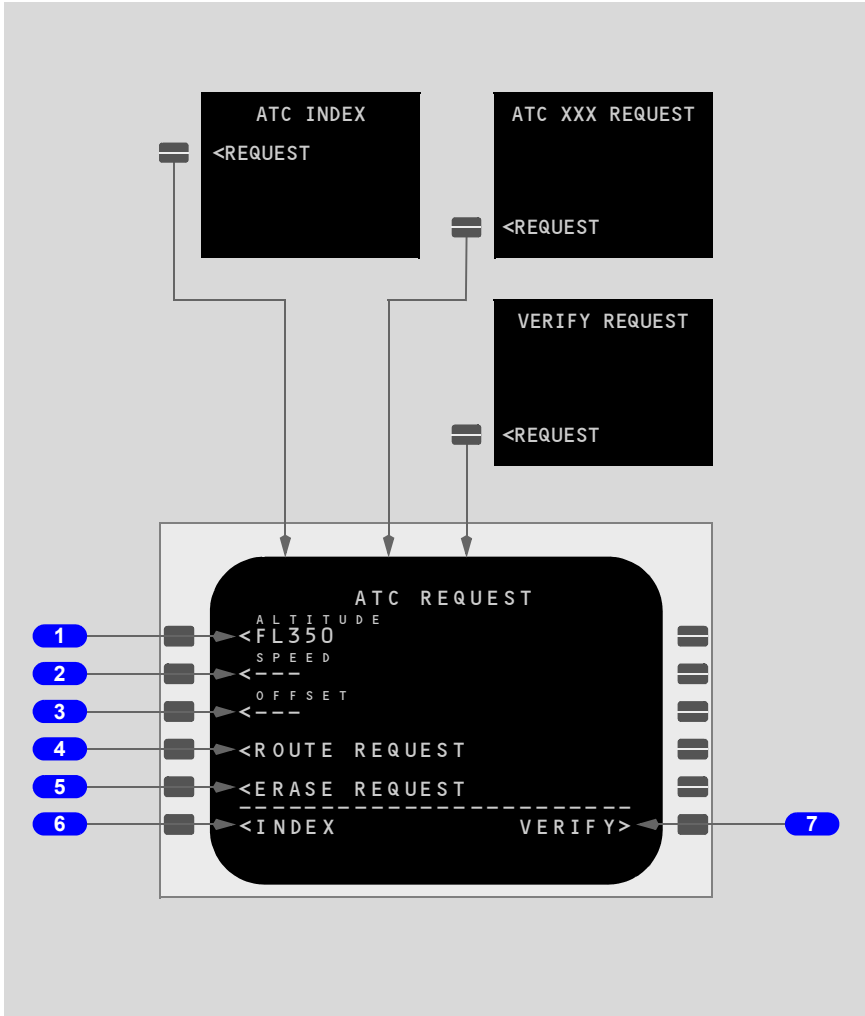 ATC INDEX
<REQUEST
ATC XXX REQUEST
<REQUEST
VERIFY REQUEST
<REQUEST
ATC REQUEST
ALTITUDE
1 <FL350
SPEED
2 <---
OFFSET
3 <---
4 <ROUTE REQUEST
5 <ERASE REQUEST
-------------------------
6 <INDEX VERIFY> 7